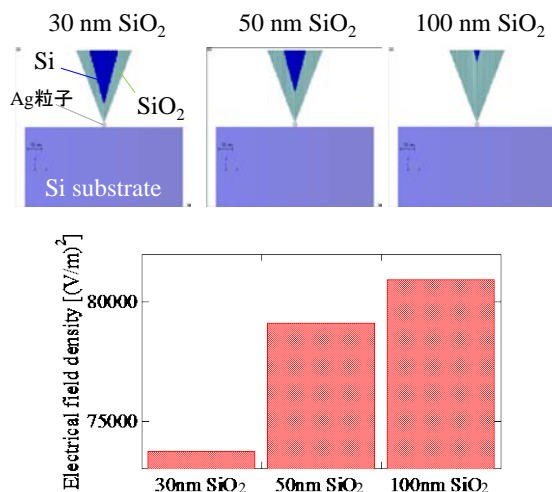 30 nm SiO₂ 50 nm SiO₂ 100 nm SiO₂
Si
SiO₂
Ag粒子
Si substrate
Electrical field density [(V/m)²]
80000
75000
30nm SiO₂ 50nm SiO₂ 100nm SiO₂